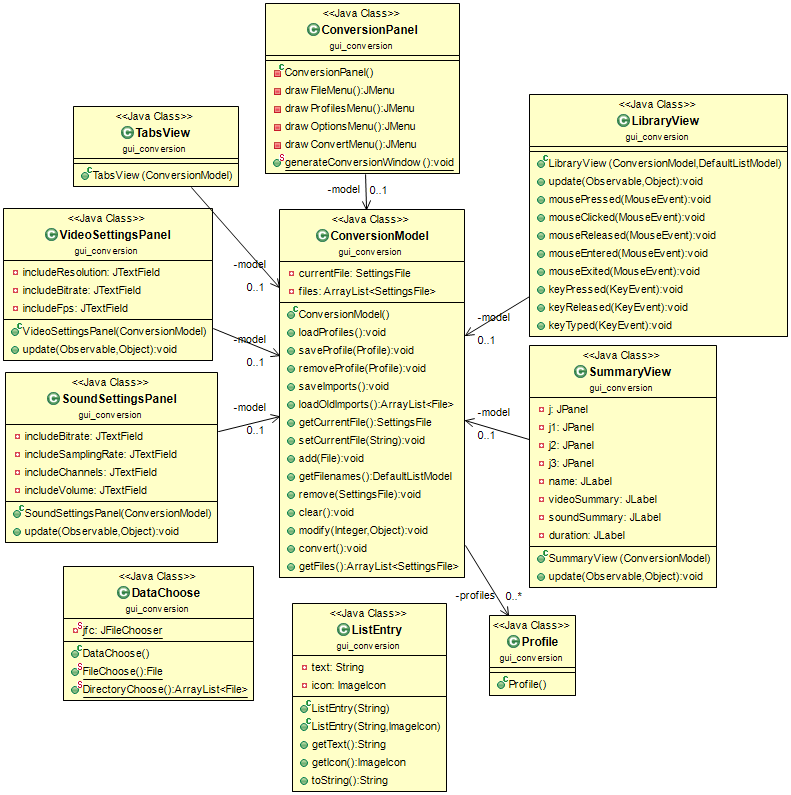 <<Java Class>>
ConversionPanel
gui_conversion
ConversionPanel()
draw FileMenu():JMenu
draw ProfilesMenu():JMenu
draw OptionsMenu():JMenu
draw ConvertMenu():JMenu
generateConversionWindow ():void
<<Java Class>>
TabsView
gui_conversion
TabsView (ConversionModel)
<<Java Class>>
LibraryView
gui_conversion
LibraryView (ConversionModel,DefaultListModel)
update(Observable,Object):void
mousePressed(MouseEvent):void
mouseClicked(MouseEvent):void
mouseReleased(MouseEvent):void
mouseEntered(MouseEvent):void
mouseExited(MouseEvent):void
keyPressed(KeyEvent):void
keyReleased(KeyEvent):void
keyTyped(KeyEvent):void
-model
0..1
<<Java Class>>
VideoSettingsPanel
gui_conversion
includeResolution: JTextField
includeBitrate: JTextField
includeFps: JTextField
VideoSettingsPanel(ConversionModel)
update(Observable,Object):void
-model
0..1
<<Java Class>>
ConversionModel
gui_conversion
currentFile: SettingsFile
files: ArrayList<SettingsFile>
ConversionModel()
loadProfiles():void
saveProfile(Profile):void
removeProfile(Profile):void
saveImports():void
loadOldImports():ArrayList<File>
getCurrentFile():SettingsFile
setCurrentFile(String):void
add(File):void
getFilenames():DefaultListModel
remove(SettingsFile):void
clear():void
modify(Integer,Object):void
convert():void
getFiles():ArrayList<SettingsFile>
-model
0..1
-model
0..1
<<Java Class>>
SoundSettingsPanel
gui_conversion
includeBitrate: JTextField
includeSamplingRate: JTextField
includeChannels: JTextField
includeVolume: JTextField
SoundSettingsPanel(ConversionModel)
update(Observable,Object):void
-model
0..1
-model
0..1
<<Java Class>>
SummaryView
gui_conversion
j: JPanel
j1: JPanel
j2: JPanel
j3: JPanel
name: JLabel
videoSummary: JLabel
soundSummary: JLabel
duration: JLabel
SummaryView (ConversionModel)
update(Observable,Object):void
<<Java Class>>
DataChoose
gui_conversion
jfc: JFileChooser
DataChoose()
FileChoose():File
DirectoryChoose():ArrayList<File>
<<Java Class>>
ListEntry
gui_conversion
text: String
icon: ImageIcon
ListEntry(String)
ListEntry(String,ImageIcon)
getText():String
getIcon():ImageIcon
toString():String
-profiles
0..*
<<Java Class>>
Profile
gui_conversion
Profile()